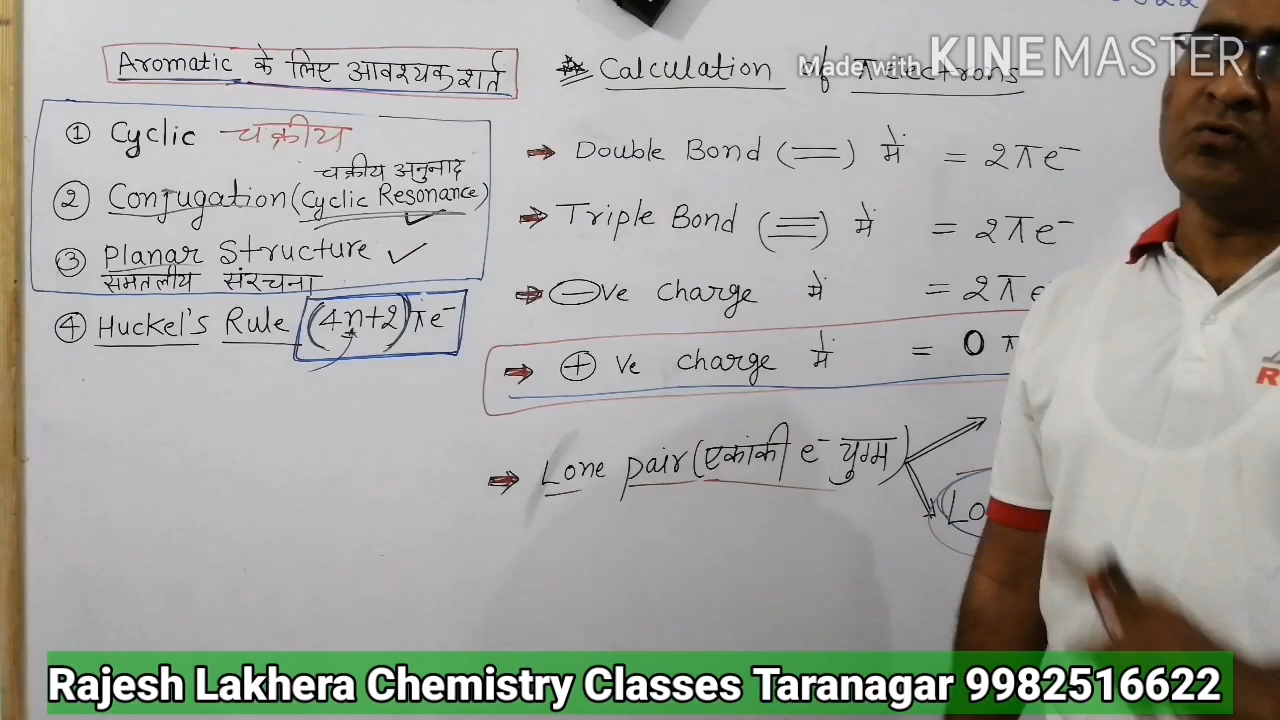 Aromatic के लिए आवश्यक शर्त
① Cyclic चक्रीय
चक्रीय अनुनाद
② Conjugation (Cyclic Resonance)
③ Planar Structure ✓
समतलीय संरचना
④ Huckel's Rule (4n+2)πe⁻
Calculation of π electrons
Made with KINEMASTER
➡ Double Bond (=) में = 2πe⁻
➡ Triple Bond (≡) में = 2πe⁻
➡ ⊖ve charge में = 2π e
➡ ⊕ ve charge में = 0 π
➡ Lone pair (एकांकी e⁻ युग्म)
Lo
R
Rajesh Lakhera Chemistry Classes Taranagar 9982516622